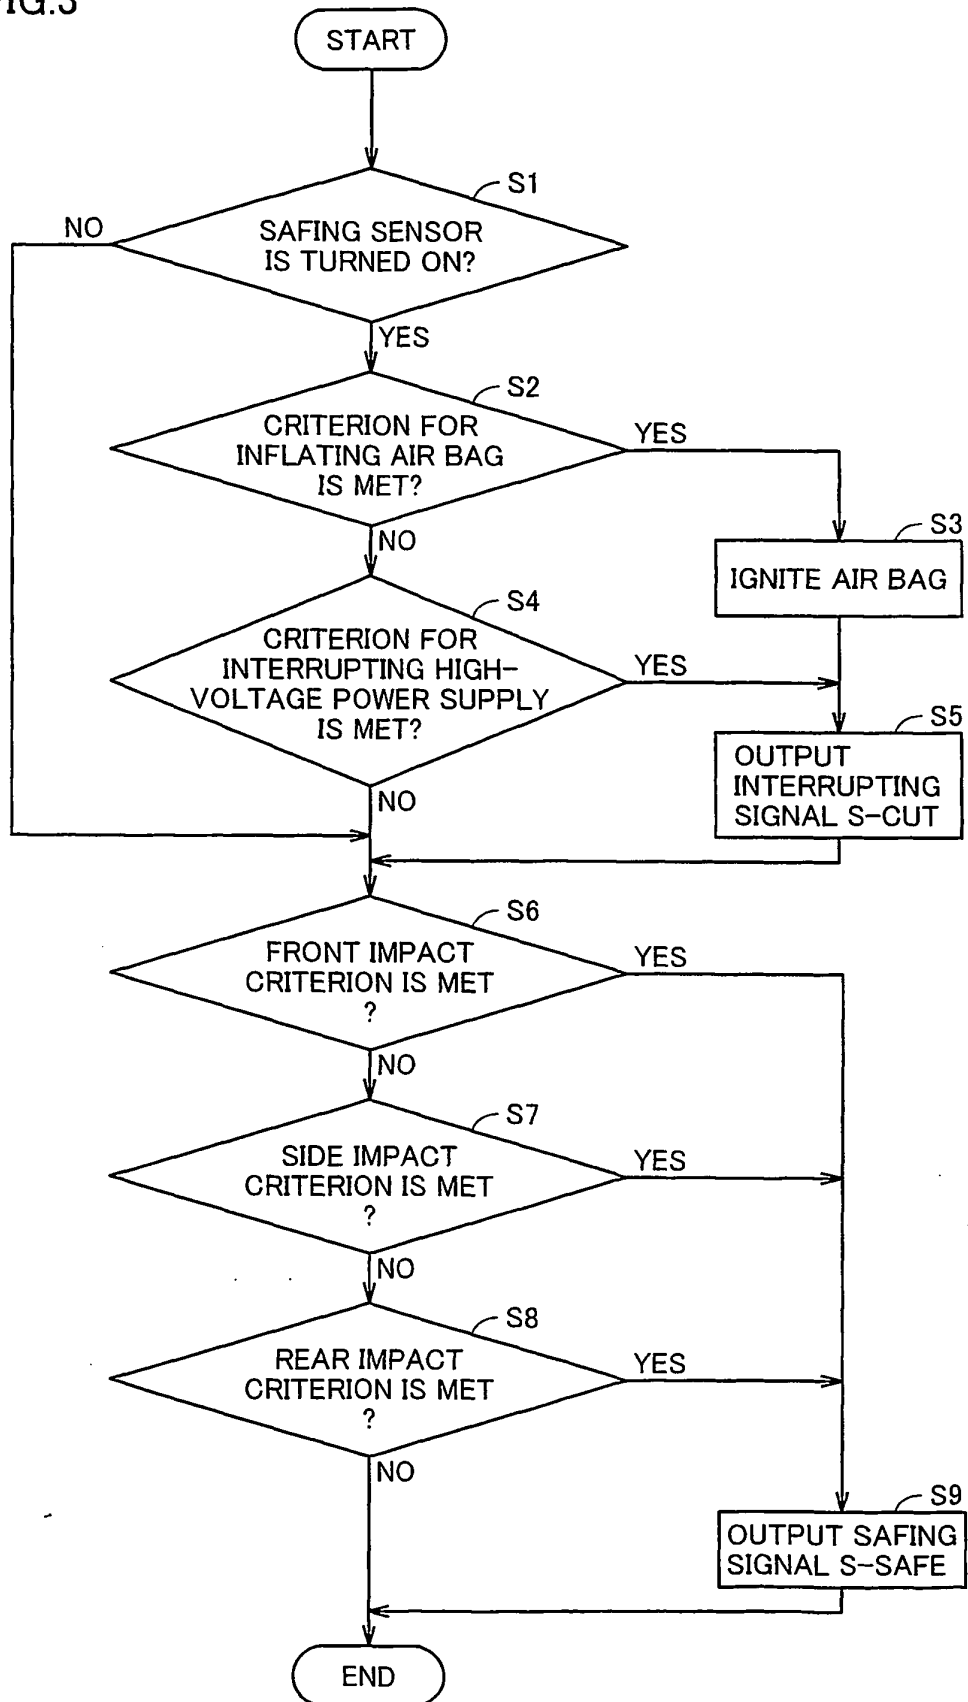 FIG.3
START
S1
NO
SAFING SENSOR
IS TURNED ON?
YES
S2
CRITERION FOR
INFLATING AIR BAG
IS MET?
YES
NO
S3
IGNITE AIR BAG
S4
CRITERION FOR
INTERRUPTING HIGH-
VOLTAGE POWER SUPPLY
IS MET?
YES
NO
S5
OUTPUT
INTERRUPTING
SIGNAL S-CUT
S6
FRONT IMPACT
CRITERION IS MET
?
YES
NO
S7
SIDE IMPACT
CRITERION IS MET
?
YES
NO
S8
REAR IMPACT
CRITERION IS MET
?
YES
NO
S9
OUTPUT SAFING
SIGNAL S-SAFE
END